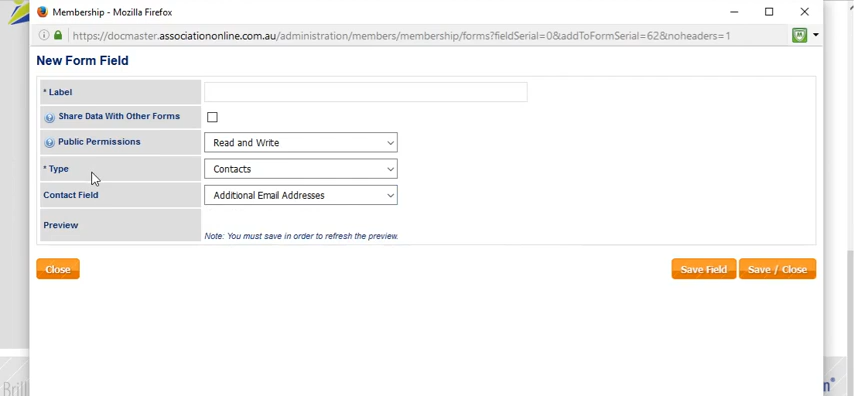 Membership - Mozilla Firefox
https://docmaster.associationonline.com.au/administration/members/membership/forms?fieldSerial=0&addToFormSerial=62&noheaders=1
New Form Field
* Label
Share Data With Other Forms
Public Permissions
Read and Write
* Type
Contacts
Contact Field
Additional Email Addresses
Preview
Note: You must save in order to refresh the preview.
Close
Save Field
Save / Close
Brill
n®